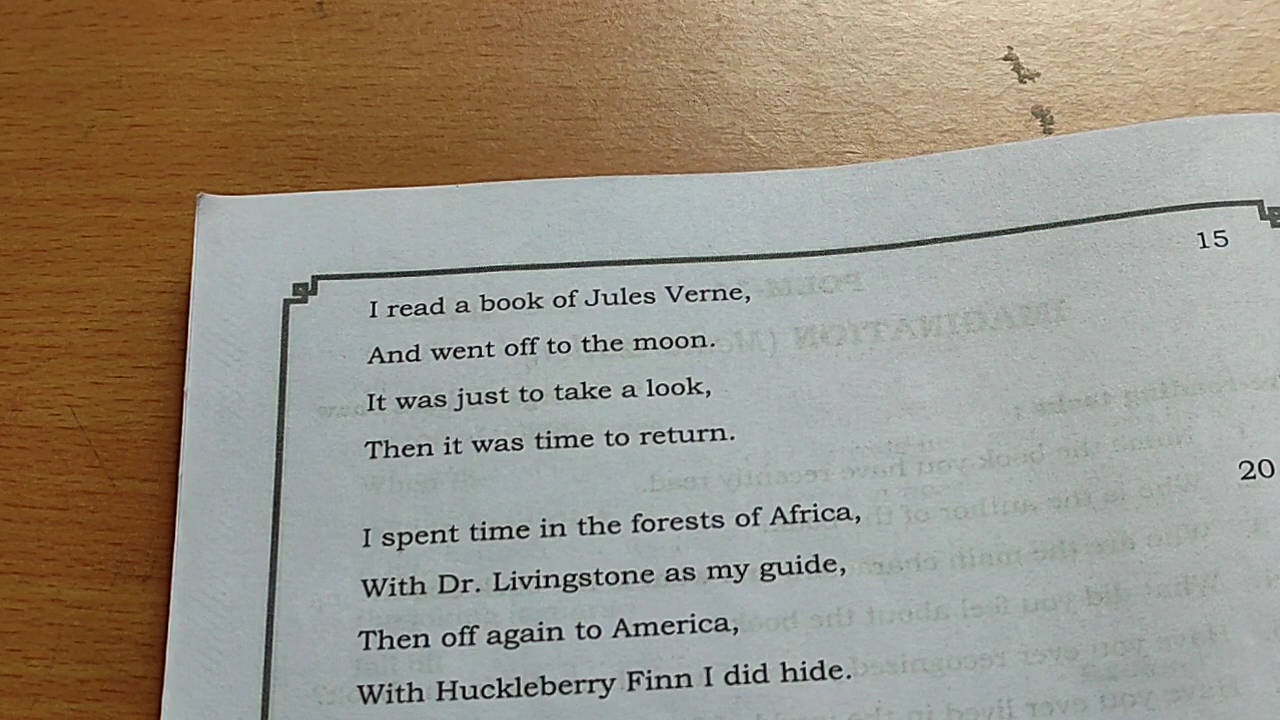 15
I read a book of Jules Verne,
And went off to the moon.
It was just to take a look,
Then it was time to return.
20
I spent time in the forests of Africa,
With Dr. Livingstone as my guide,
Then off again to America,
With Huckleberry Finn I did hide.